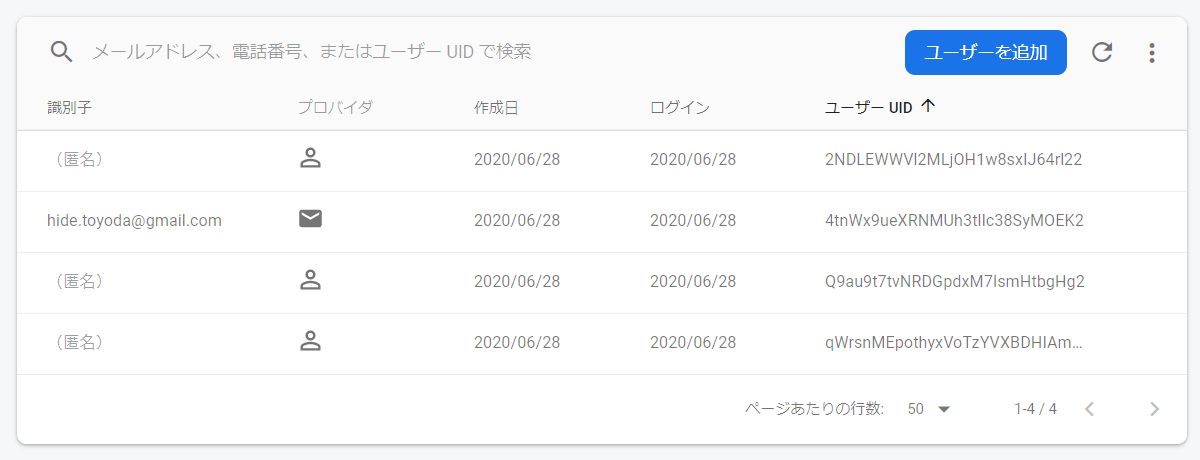 メールアドレス、電話番号、またはユーザー UID で検索 ユーザーを追加
識別子 プロバイダ 作成日 ログイン ユーザー UID
（匿名） 2020/06/28 2020/06/28 2NDLEWWVl2MLjOH1w8sxIJ64rl22
hide.toyoda@gmail.com 2020/06/28 2020/06/28 4tnWx9ueXRNMUh3tIlc38SyMOEK2
（匿名） 2020/06/28 2020/06/28 Q9au9t7tvNRDGpdxM7IsmHtbgHg2
（匿名） 2020/06/28 2020/06/28 qWrsnMEpothyxVoTzYVXBDHIAm...
ページあたりの行数: 50 1-4 / 4